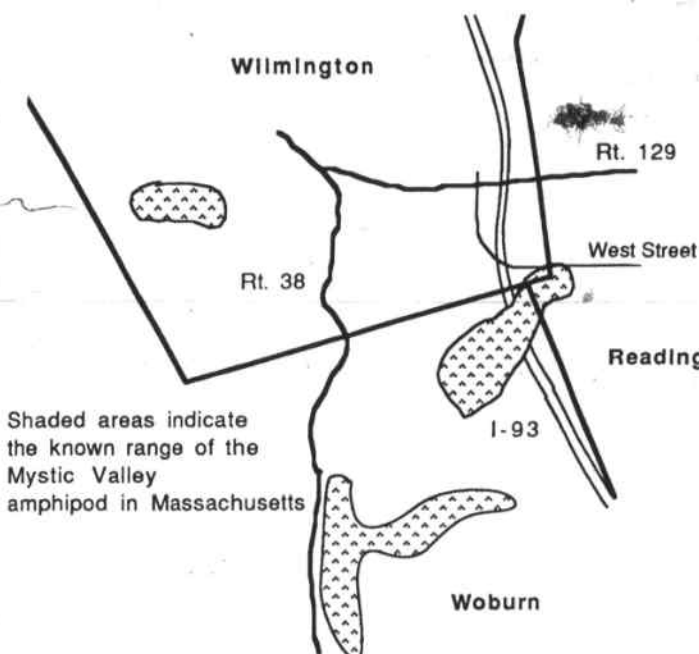 Wilmington
Rt. 129
West Street
Rt. 38
Reading
Shaded areas indicate
the known range of the
Mystic Valley
amphipod in Massachusetts
I-93
Woburn